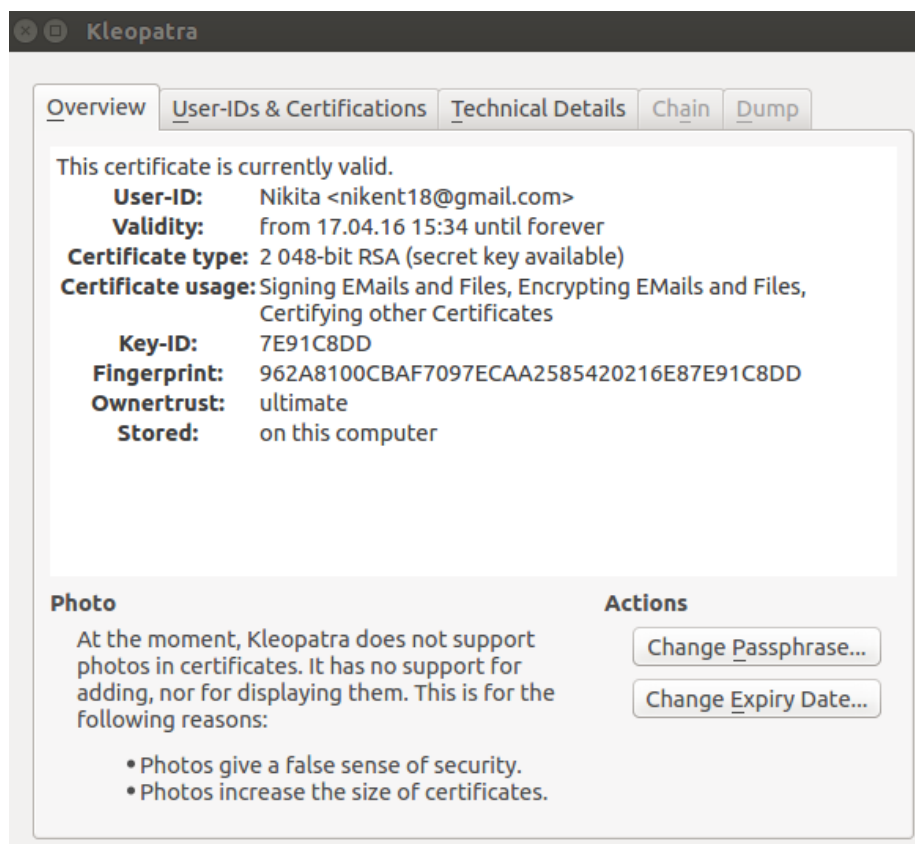 Kleopatra
Overview User-IDs & Certifications Technical Details Chain Dump
This certificate is currently valid.
User-ID: Nikita <nikent18@gmail.com>
Validity: from 17.04.16 15:34 until forever
Certificate type: 2 048-bit RSA (secret key available)
Certificate usage: Signing EMails and Files, Encrypting EMails and Files,
Certifying other Certificates
Key-ID: 7E91C8DD
Fingerprint: 962A8100CBAF7097ECAA2585420216E87E91C8DD
Ownertrust: ultimate
Stored: on this computer
Photo
At the moment, Kleopatra does not support
photos in certificates. It has no support for
adding, nor for displaying them. This is for the
following reasons:
• Photos give a false sense of security.
• Photos increase the size of certificates.
Actions
Change Passphrase...
Change Expiry Date...